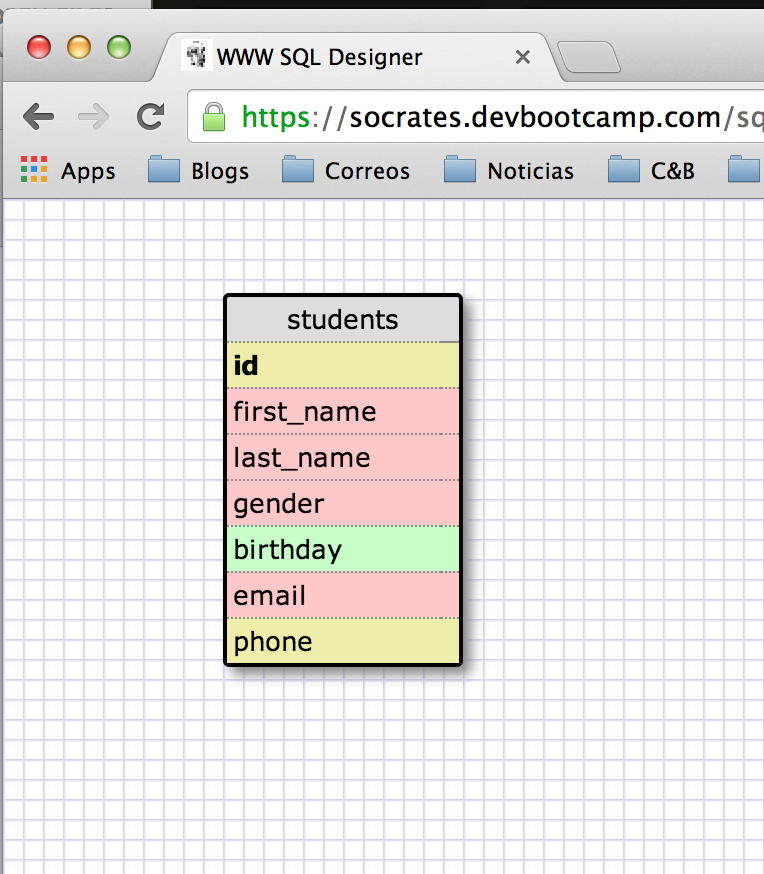 WWW SQL Designer
https://socrates.devbootcamp.com/sq
Apps Blogs Correos Noticias C&B
students
id
first_name
last_name
gender
birthday
email
phone